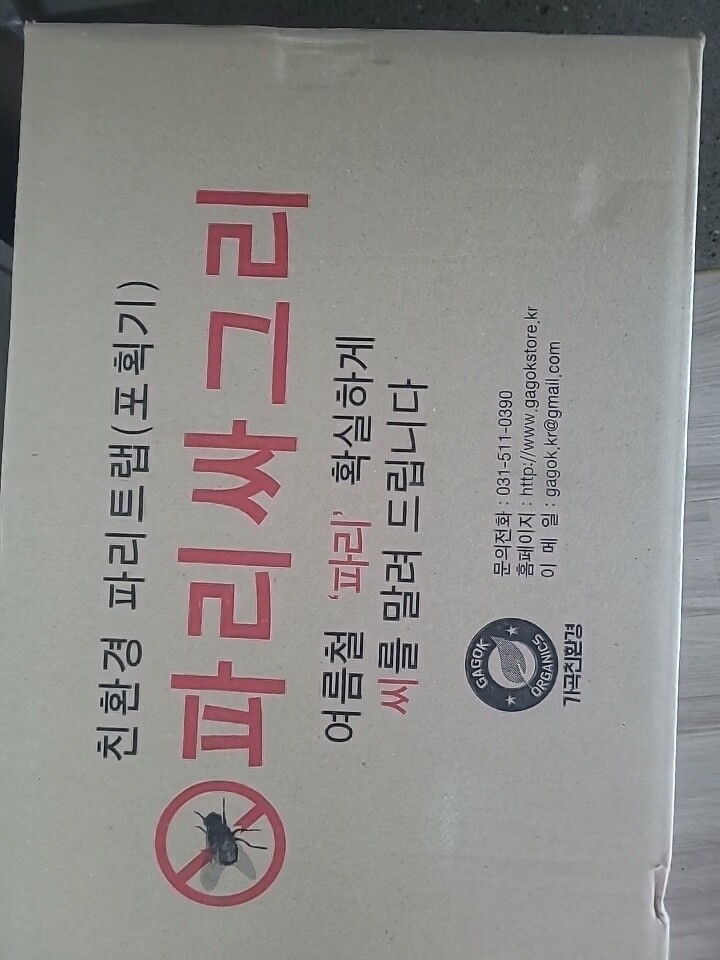 친환경 파리트랩(포획기)
파리싸그리
여름철 '파리' 확실하게
씨를 말려 드립니다
GAGOK
ORGANICS
가곡친환경
문의전화 : 031-511-0390
홈페이지 : http://www.gagokstore.kr
이 메 일 : gagok.kr@gmail.com